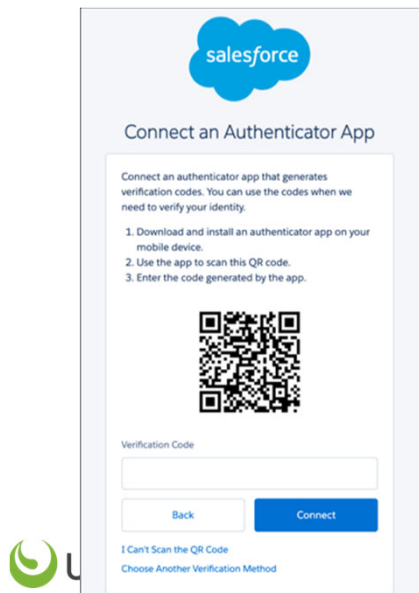 salesforce
Connect an Authenticator App
Connect an authenticator app that generates
verification codes. You can use the codes when we
need to verify your identity.
1. Download and install an authenticator app on your
mobile device.
2. Use the app to scan this QR code.
3. Enter the code generated by the app.
Verification Code
Back
Connect
I Can't Scan the QR Code
Choose Another Verification Method